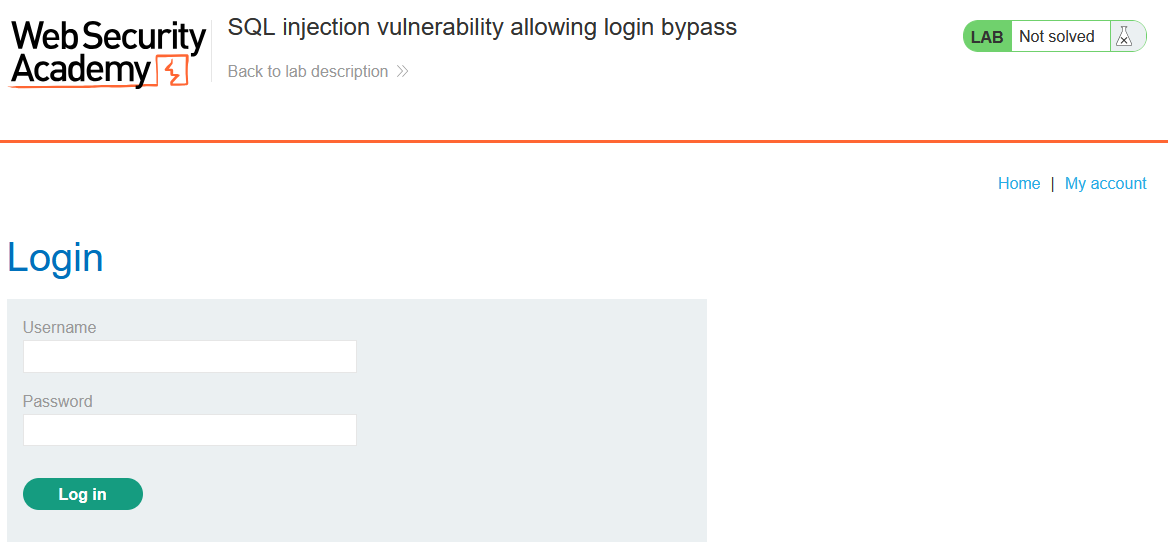 Web Security
Academy
SQL injection vulnerability allowing login bypass
Back to lab description
LAB Not solved
Home | My account
Login
Username
Password
Log in